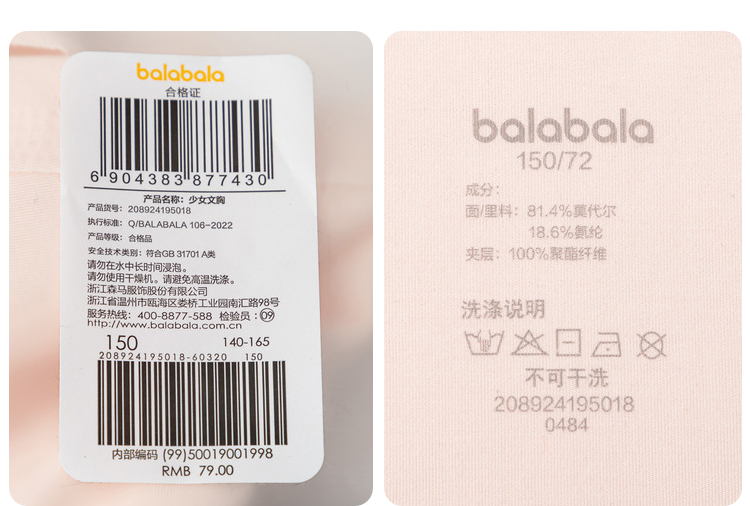 balabala
合格证
6 904383 877430
产品名称：少女文胸
产品货号：208924195018
执行标准：Q/BALABALA 106-2022
产品等级：合格品
安全技术类别：符合GB 31701 A类
请勿在水中长时间浸泡。
请勿使用干燥机。请避免高温洗涤。
浙江森马服饰股份有限公司
浙江省温州市瓯海区娄桥工业园南汇路98号
服务热线：400-8877-588 检验员：09
http://www.balabala.com.cn
150 140-165
208924195018-60320 150
内部编码 (99)50019001998
RMB 79.00
balabala
150/72
成分：
面/里料：81.4%莫代尔
18.6%氨纶
夹层：100%聚酯纤维
洗涤说明
不可干洗
208924195018
0484